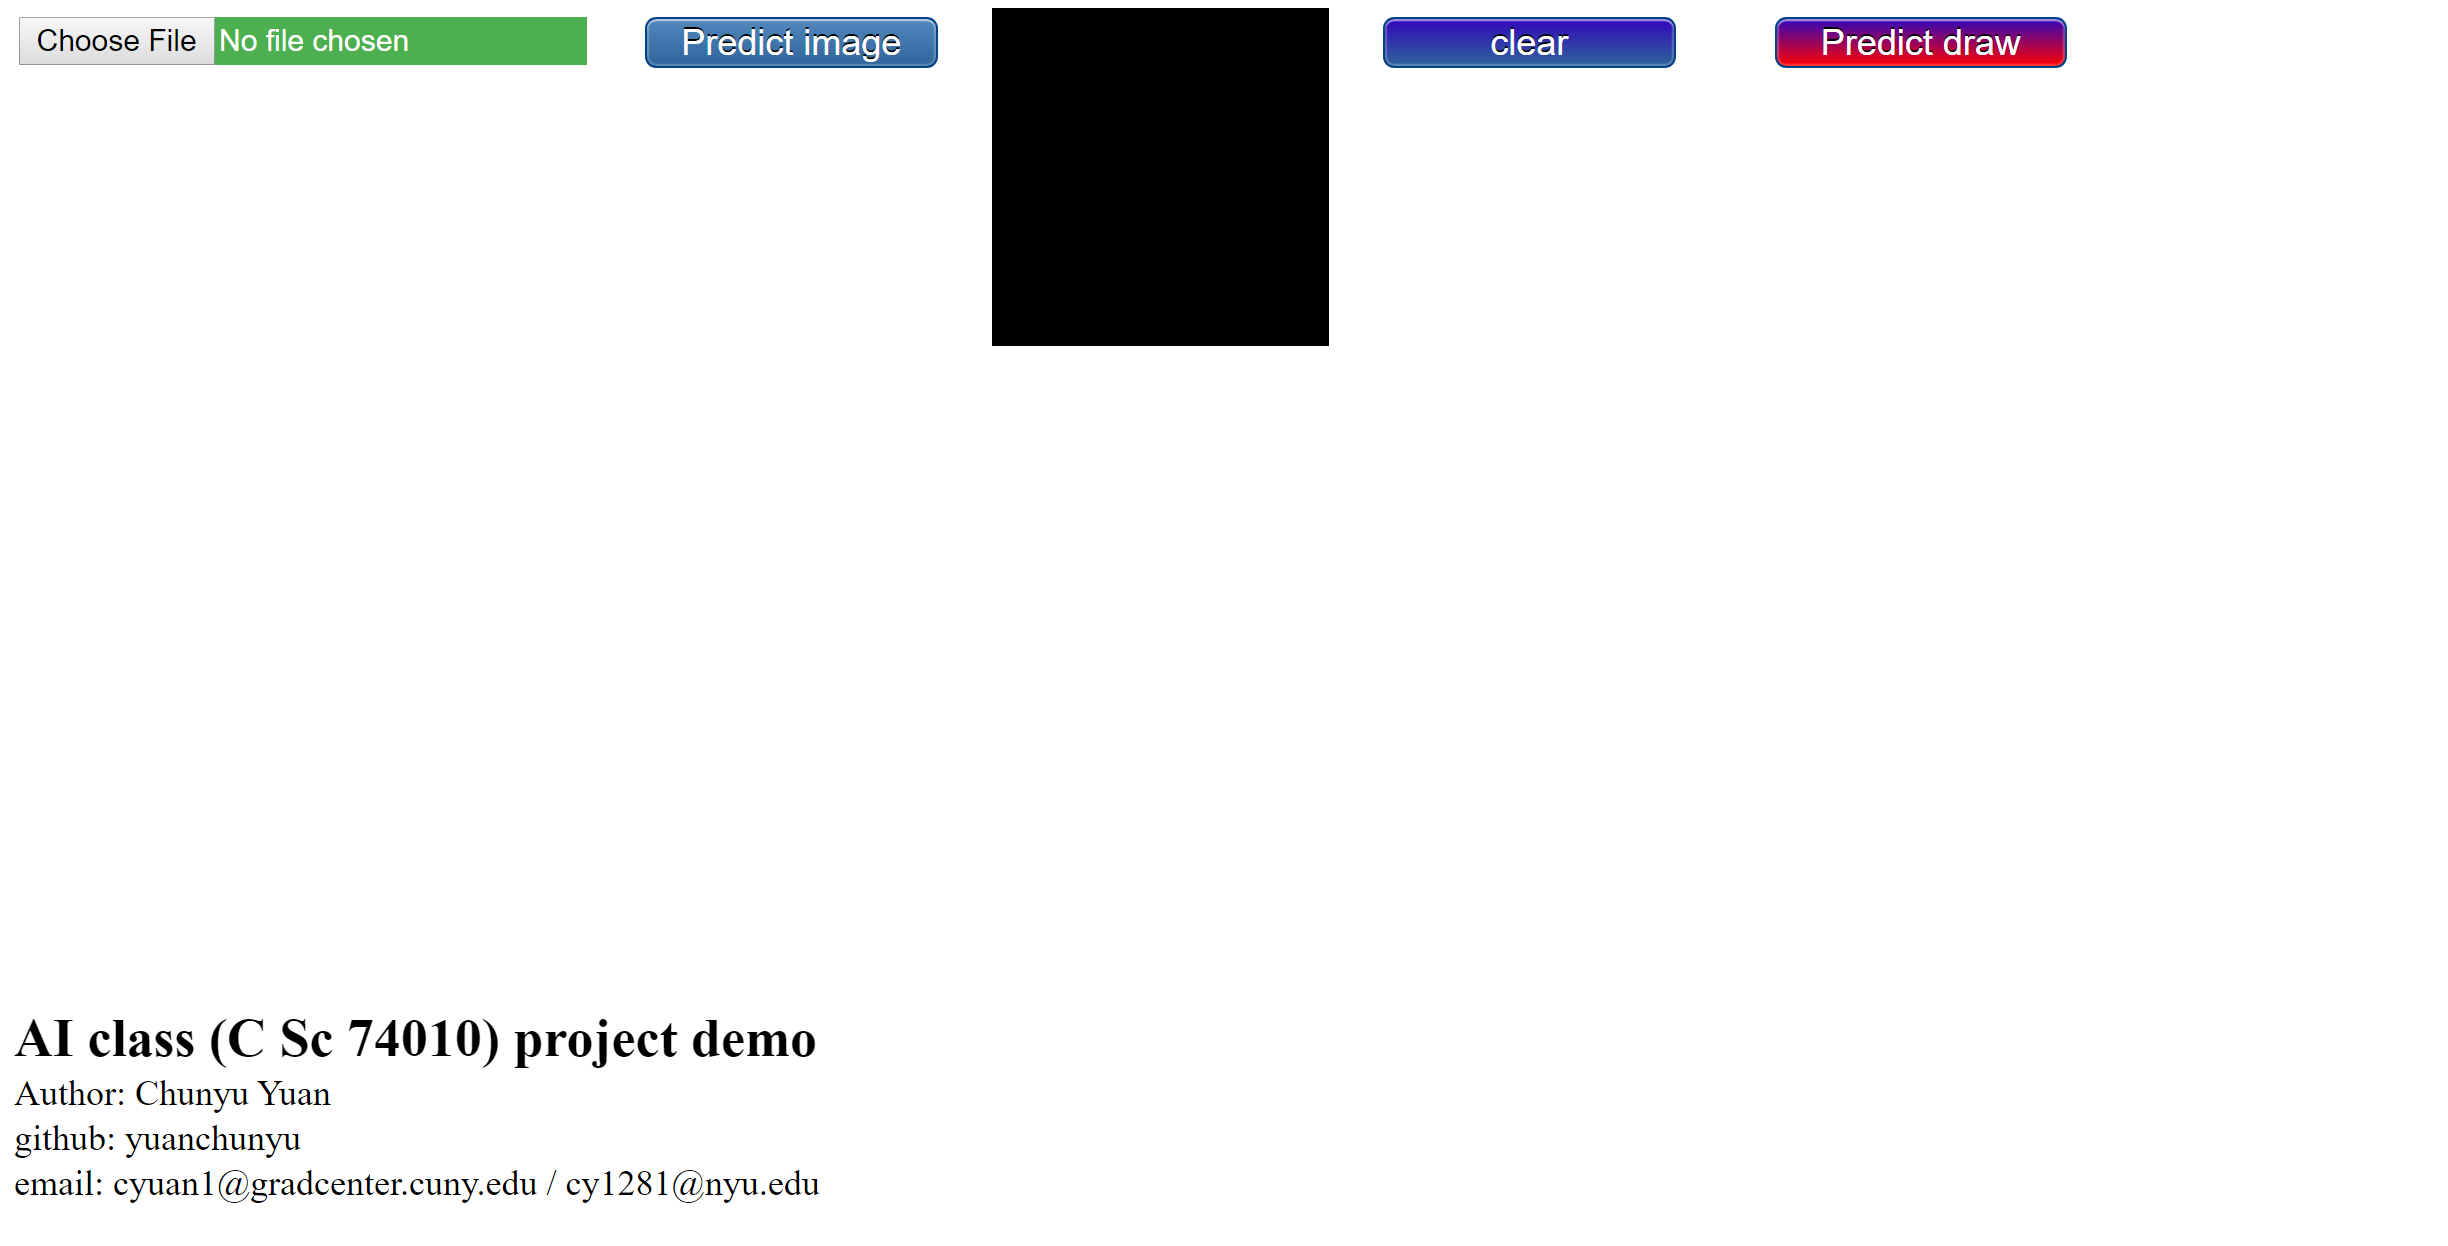 Choose File No file chosen Predict image clear Predict draw
AI class (C Sc 74010) project demo
Author: Chunyu Yuan
github: yuanchunyu
email: cyuan1@gradcenter.cuny.edu / cy1281@nyu.edu